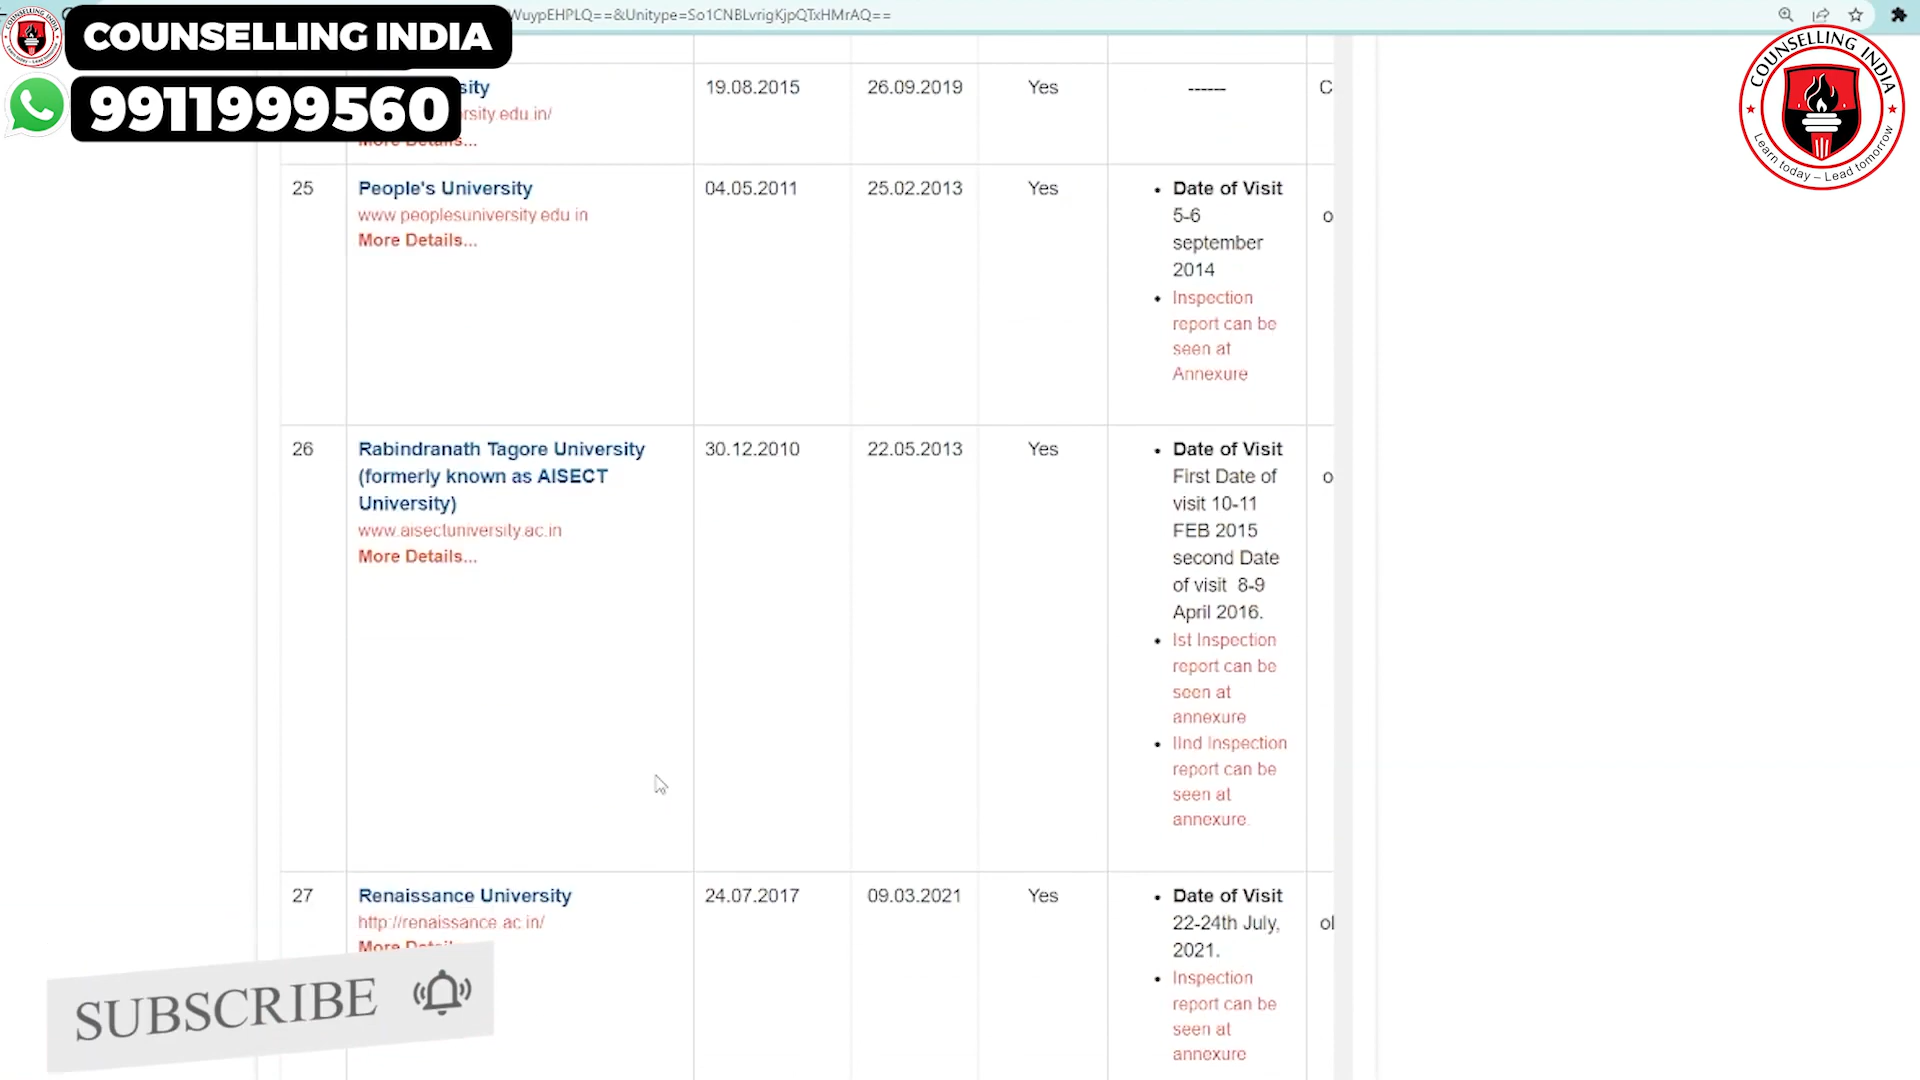 WuypEHPLQ==&Unitype=So1CNBLvrigKjpQTxHMrAQ==
COUNSELLING INDIA
9911999560
COUNSELLING INDIA
Learn today – Lead tomorrow
sity 19.08.2015 26.09.2019 Yes ------ C
rsity.edu.in/
More Details...
25 People's University 04.05.2011 25.02.2013 Yes • Date of Visit
www.peoplesuniversity.edu.in 5-6 o
More Details... september
2014
• Inspection
report can be
seen at
Annexure
26 Rabindranath Tagore University 30.12.2010 22.05.2013 Yes • Date of Visit
(formerly known as AISECT First Date of o
University) visit 10-11
www.aisectuniversity.ac.in FEB 2015
More Details... second Date
of visit 8-9
April 2016.
• Ist Inspection
report can be
seen at
annexure
• IInd Inspection
report can be
seen at
annexure.
27 Renaissance University 24.07.2017 09.03.2021 Yes • Date of Visit
http://renaissance.ac.in/ 22-24th July, ol
More 2021.
• Inspection
report can be
seen at
annexure
SUBSCRIBE